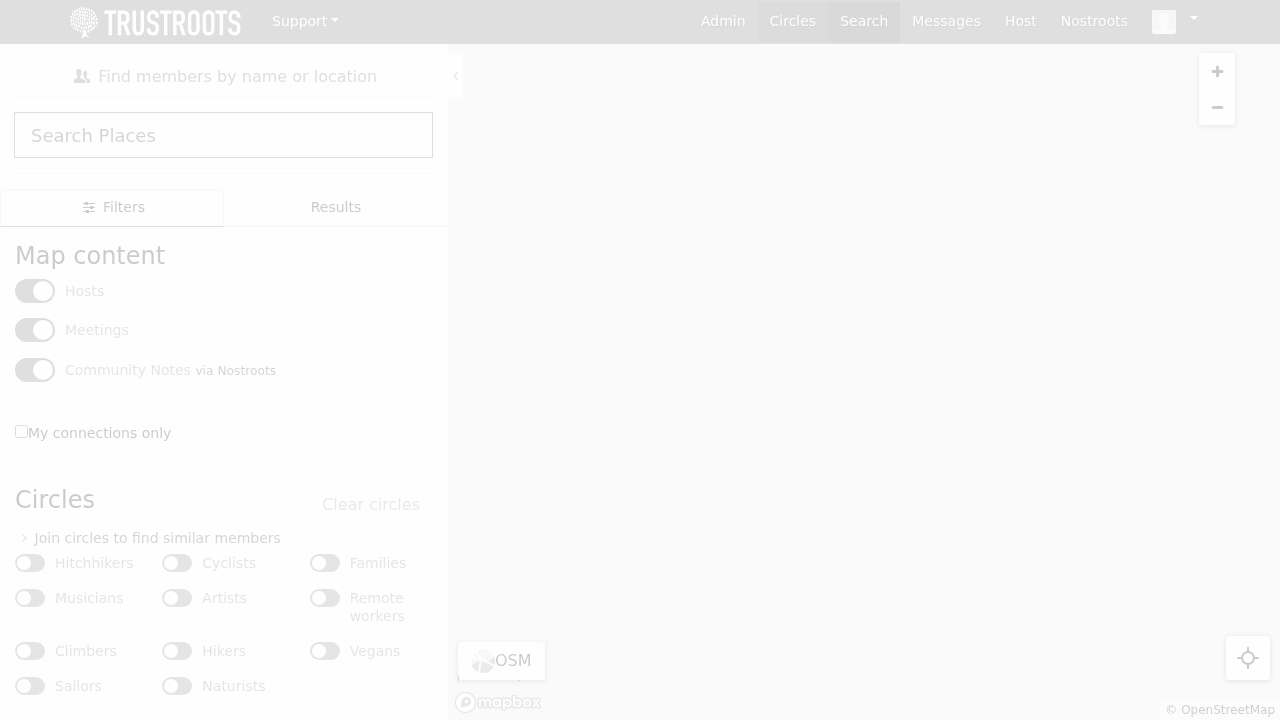 TRUSTROOTS Support Admin Circles Search Messages Host Nostroots
Find members by name or location
Search Places
Filters Results
Map content
Hosts
Meetings
Community Notes via Nostroots
My connections only
Circles Clear circles
Join circles to find similar members
Hitchhikers Cyclists Families
Musicians Artists Remote
workers
Climbers Hikers Vegans
Sailors Naturists
OSM
mapbox
© OpenStreetMap